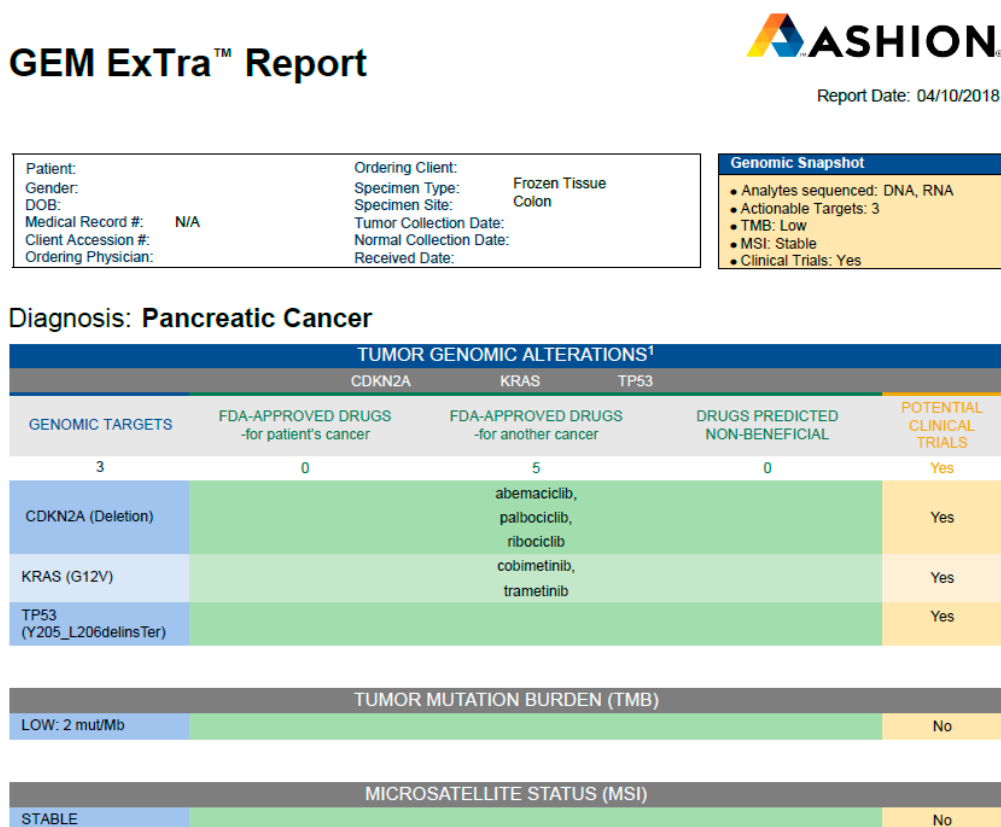 GEM ExTra™ Report
ASHION®
Report Date: 04/10/2018
Patient:
Gender:
DOB:
Medical Record #: N/A
Client Accession #:
Ordering Physician:
Ordering Client:
Specimen Type: Frozen Tissue
Specimen Site: Colon
Tumor Collection Date:
Normal Collection Date:
Received Date:
Genomic Snapshot
• Analytes sequenced: DNA, RNA
• Actionable Targets: 3
• TMB: Low
• MSI: Stable
• Clinical Trials: Yes
Diagnosis: Pancreatic Cancer
TUMOR GENOMIC ALTERATIONS¹
CDKN2A KRAS TP53
GENOMIC TARGETS
FDA-APPROVED DRUGS
-for patient's cancer
FDA-APPROVED DRUGS
-for another cancer
DRUGS PREDICTED
NON-BENEFICIAL
POTENTIAL
CLINICAL
TRIALS
3 0 5 0 Yes
CDKN2A (Deletion)
abemaciclib,
palbociclib,
ribociclib
Yes
KRAS (G12V)
cobimetinib,
trametinib
Yes
TP53
(Y205_L206delinsTer)
Yes
TUMOR MUTATION BURDEN (TMB)
LOW: 2 mut/Mb No
MICROSATELLITE STATUS (MSI)
STABLE No